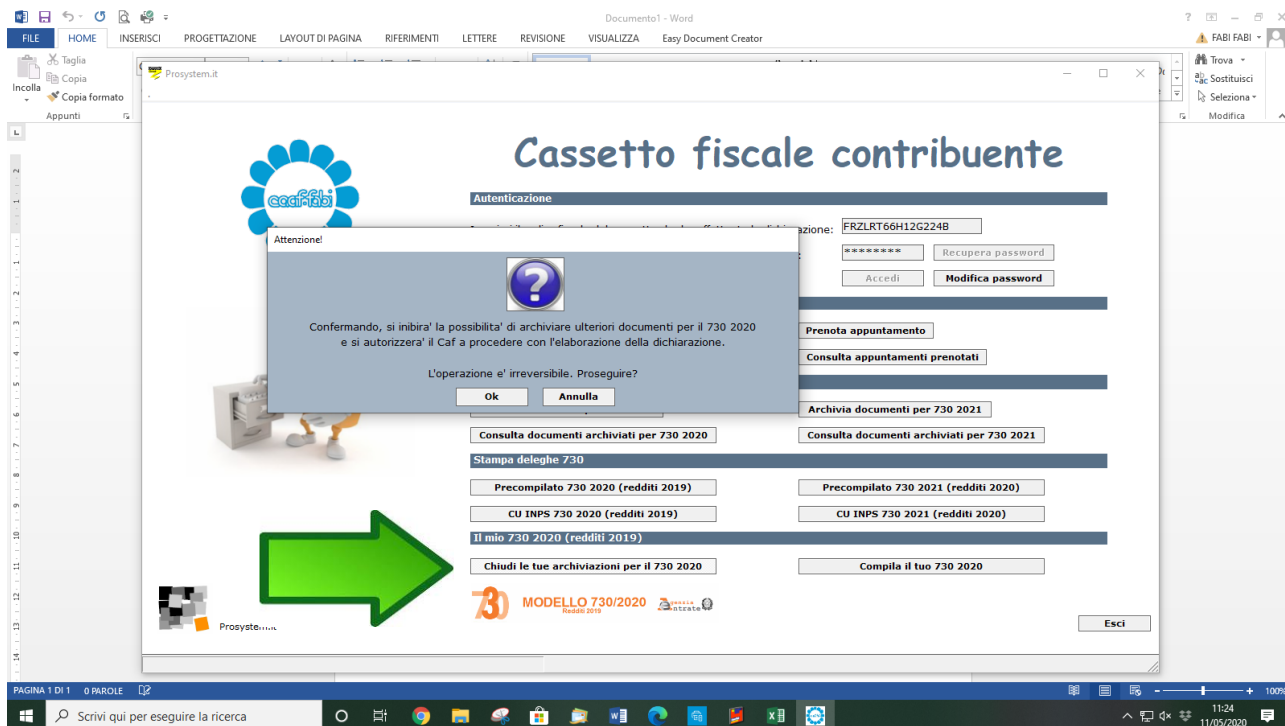 Documento1 - Word
FILE HOME INSERISCI PROGETTAZIONE LAYOUT DI PAGINA RIFERIMENTI LETTERE REVISIONE VISUALIZZA Easy Document Creator
FABI FABI
Taglia
Copia
Copia formato
Incolla
Appunti
Trova
Sostituisci
Seleziona
Modifica
Prosystem.it
Cassetto fiscale contribuente
caaf fabi
Autenticazione
azione: FRZLRT66H12G224B
: ******** Recupera password
Accedi Modifica password
Attenzione!
Confermando, si inibira' la possibilita' di archiviare ulteriori documenti per il 730 2020
e si autorizzera' il Caf a procedere con l'elaborazione della dichiarazione.
L'operazione e' irreversibile. Proseguire?
Ok Annulla
Prenota appuntamento
Consulta appuntamenti prenotati
Archivia documenti per 730 2021
Consulta documenti archiviati per 730 2020 Consulta documenti archiviati per 730 2021
Stampa deleghe 730
Precompilato 730 2020 (redditi 2019) Precompilato 730 2021 (redditi 2020)
CU INPS 730 2020 (redditi 2019) CU INPS 730 2021 (redditi 2020)
Il mio 730 2020 (redditi 2019)
Chiudi le tue archiviazioni per il 730 2020 Compila il tuo 730 2020
730 MODELLO 730/2020 Agenzia Entrate
Redditi 2019
Prosystem.it
Esci
PAGINA 1 DI 1 0 PAROLE 100%
Scrivi qui per eseguire la ricerca
11:24
11/05/2020